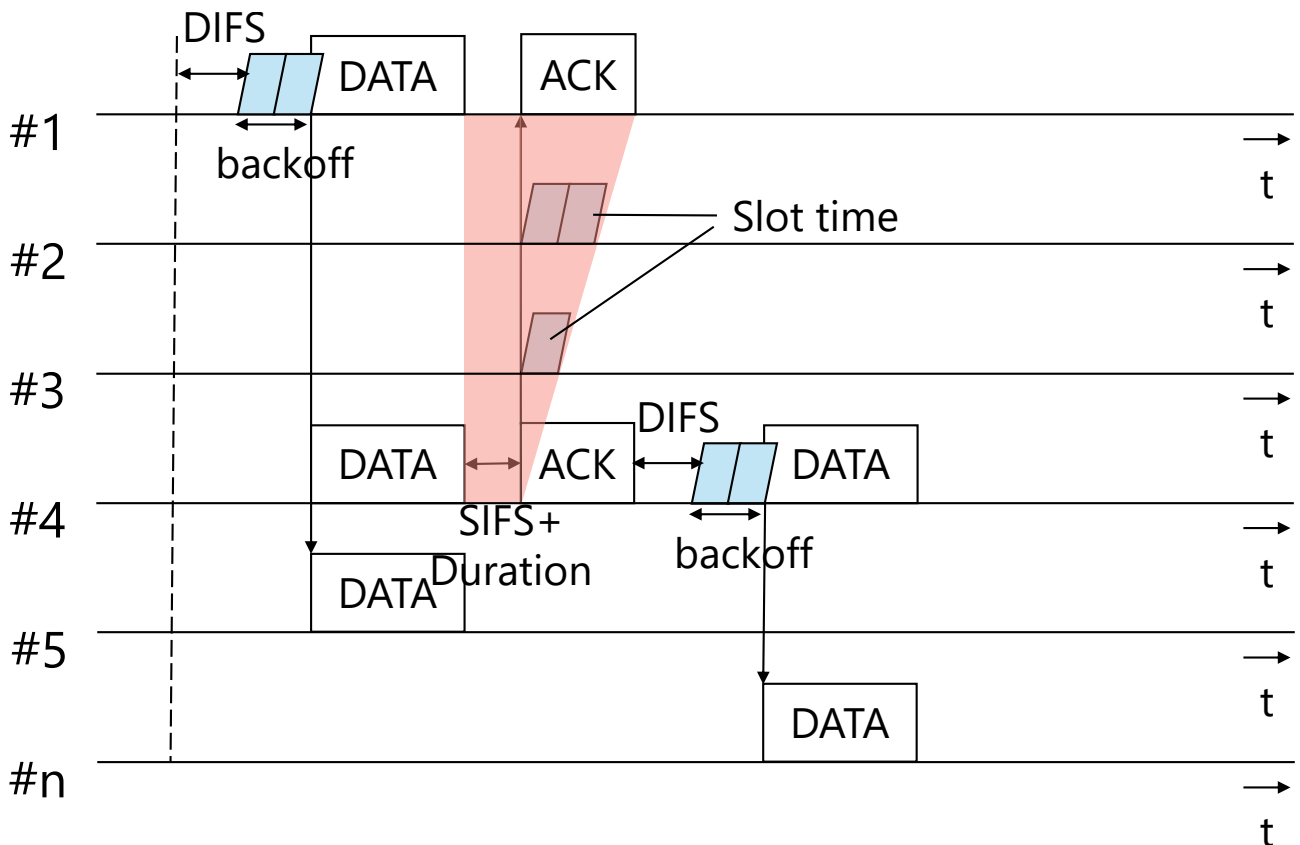 DIFS
DATA
ACK
#1
backoff
t
Slot time
#2
t
#3
DIFS
t
DATA
ACK
DATA
#4
SIFS+
Duration
backoff
t
DATA
#5
t
DATA
#n
t